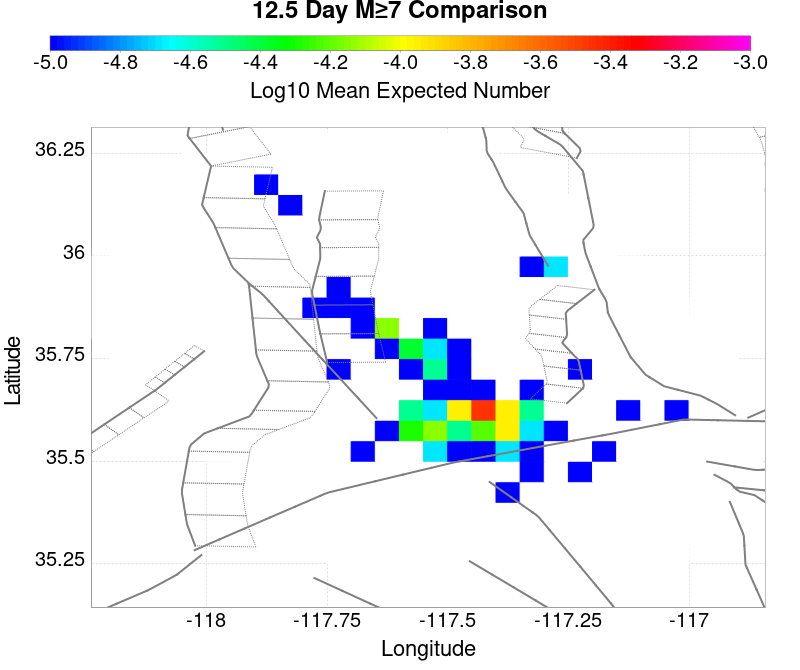 12.5 Day M≥7 Comparison
-5.0 -4.8 -4.6 -4.4 -4.2 -4.0 -3.8 -3.6 -3.4 -3.2 -3.0
Log10 Mean Expected Number
36.25
36
35.75
35.5
35.25
Latitude
-118 -117.75 -117.5 -117.25 -117
Longitude